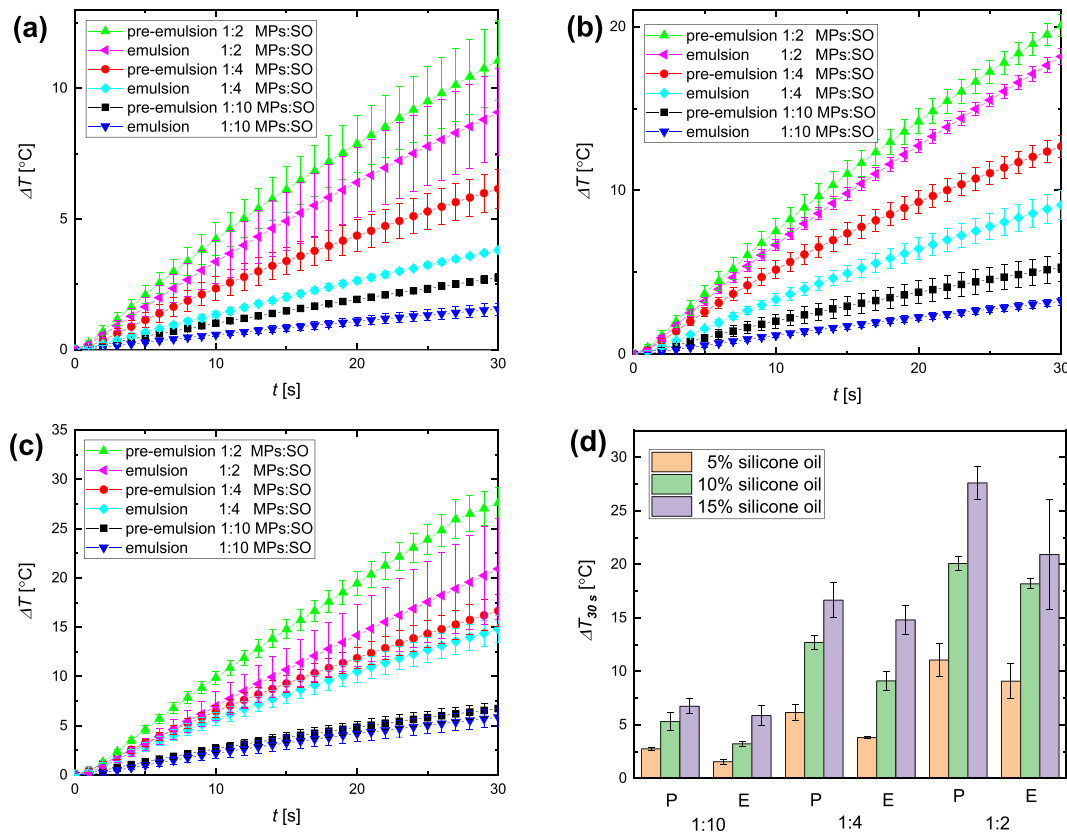 (a)
pre-emulsion 1:2 MPs:SO
emulsion 1:2 MPs:SO
pre-emulsion 1:4 MPs:SO
emulsion 1:4 MPs:SO
pre-emulsion 1:10 MPs:SO
emulsion 1:10 MPs:SO
10
5
0
ΔT [°C]
0 10 20 30
t [s]
(b)
pre-emulsion 1:2 MPs:SO
emulsion 1:2 MPs:SO
pre-emulsion 1:4 MPs:SO
emulsion 1:4 MPs:SO
pre-emulsion 1:10 MPs:SO
emulsion 1:10 MPs:SO
20
10
0
ΔT [°C]
0 10 20 30
t [s]
(c)
pre-emulsion 1:2 MPs:SO
emulsion 1:2 MPs:SO
pre-emulsion 1:4 MPs:SO
emulsion 1:4 MPs:SO
pre-emulsion 1:10 MPs:SO
emulsion 1:10 MPs:SO
35
30
25
20
15
10
5
0
ΔT [°C]
0 10 20 30
t [s]
(d)
5% silicone oil
10% silicone oil
15% silicone oil
30
25
20
15
10
5
0
ΔT30 s [°C]
P E P E P E
1:10 1:4 1:2